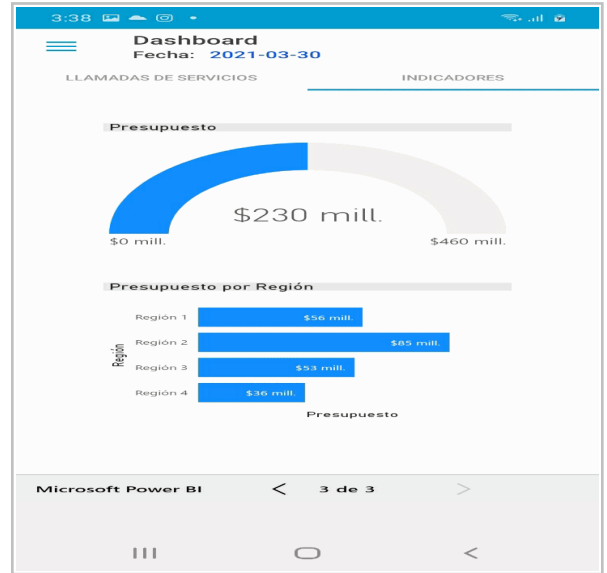 3:38
Dashboard
Fecha: 2021-03-30
LLAMADAS DE SERVICIOS INDICADORES
Presupuesto
$230 mill.
$0 mill. $460 mill.
Presupuesto por Región
Región 1 $56 mill.
Región 2 $85 mill.
Región
Región 3 $53 mill.
Región 4 $36 mill.
Presupuesto
Microsoft Power BI < 3 de 3 >